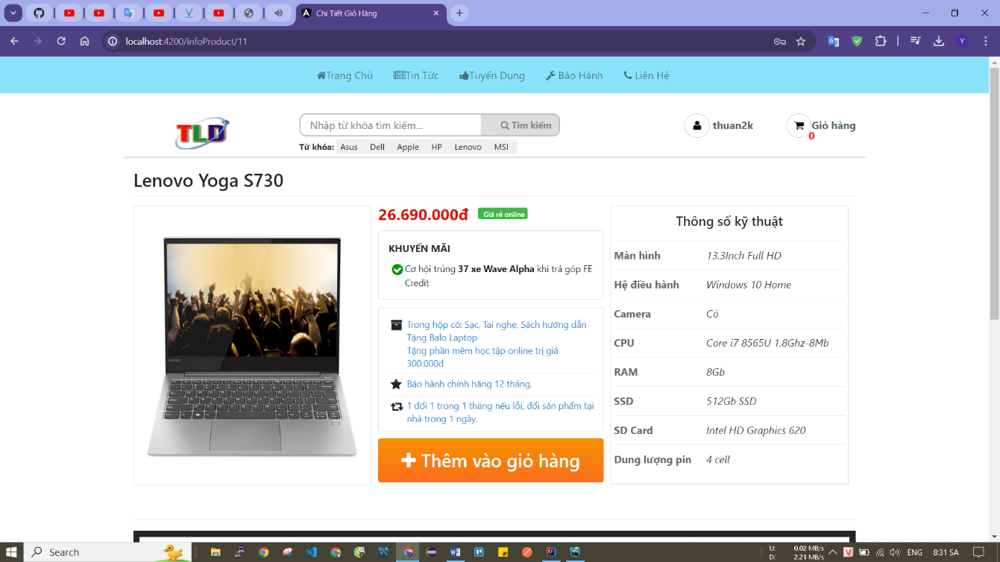 Chi Tiết Giỏ Hàng
localhost:4200/infoProduct/11
Y
Trang Chủ Tin Tức Tuyển Dụng Bảo Hành Liên Hệ
TLD
Nhập từ khóa tìm kiếm... Tìm kiếm
thuan2k
Giỏ hàng
0
Từ khóa: Asus Dell Apple HP Lenovo MSI
Lenovo Yoga S730
26.690.000đ Giá rẻ online
KHUYẾN MÃI
Cơ hội trúng 37 xe Wave Alpha khi trả góp FE
Credit
Trong hộp có: Sạc, Tai nghe, Sách hướng dẫn
Tặng Balo Laptop
Tặng phần mềm học tập online trị giá
300.000đ
Bảo hành chính hãng 12 tháng.
1 đổi 1 trong 1 tháng nếu lỗi, đổi sản phẩm tại
nhà trong 1 ngày.
Thêm vào giỏ hàng
Thông số kỹ thuật
Màn hình 13.3Inch Full HD
Hệ điều hành Windows 10 Home
Camera Có
CPU Core i7 8565U 1.8Ghz-8Mb
RAM 8Gb
SSD 512Gb SSD
SD Card Intel HD Graphics 620
Dung lượng pin 4 cell
Lenovo
Search
U: 0.02 MB/s
D: 2.21 MB/s
V
ENG
8:31 SA